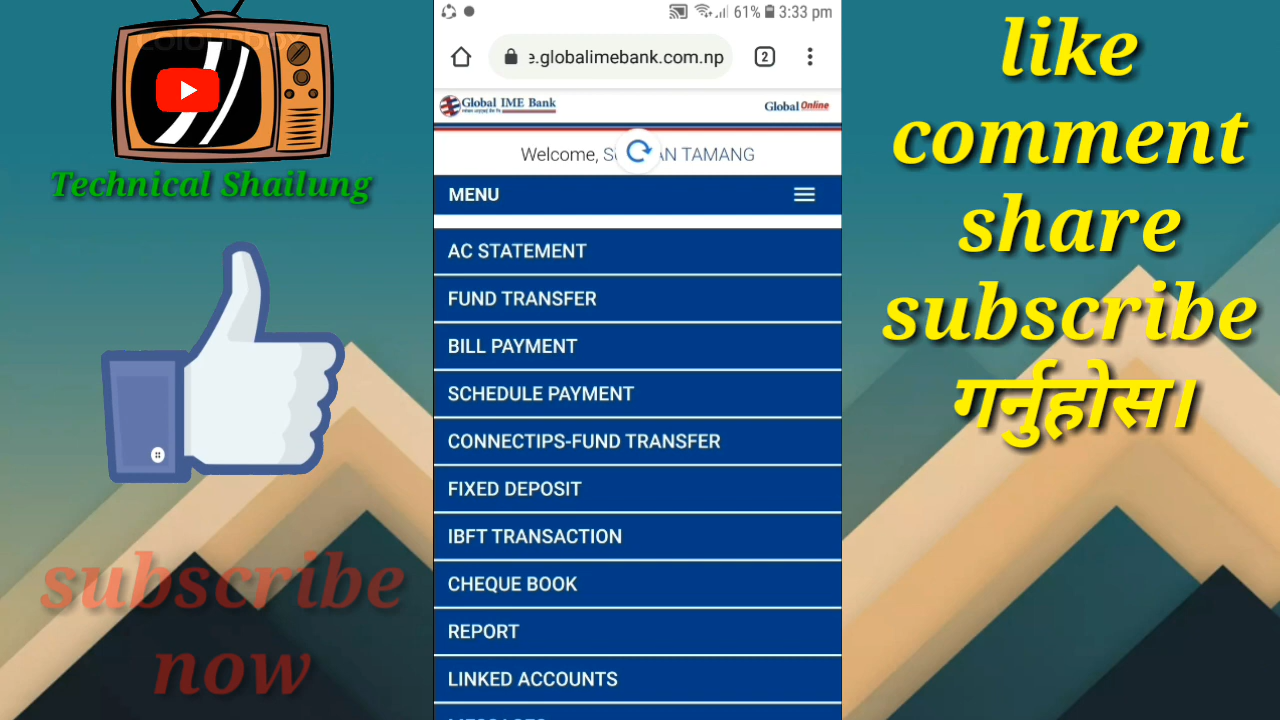 colourbox
Technical Shailung
subscribe
now
61% 3:33 pm
e.globalimebank.com.np
2
Global IME Bank
Global Online
Welcome, TAMANG
MENU
AC STATEMENT
FUND TRANSFER
BILL PAYMENT
SCHEDULE PAYMENT
CONNECTIPS-FUND TRANSFER
FIXED DEPOSIT
IBFT TRANSACTION
CHEQUE BOOK
REPORT
LINKED ACCOUNTS
like
comment
share
subscribe
गर्नुहोस।